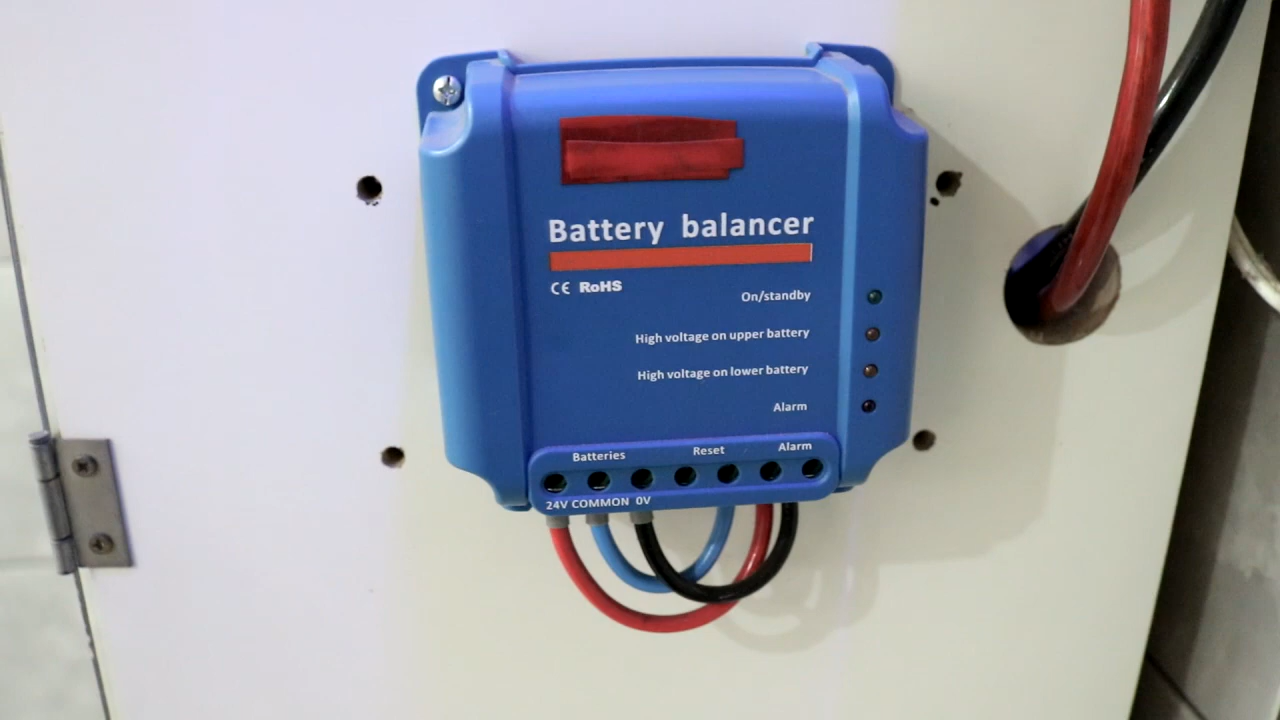 Battery balancer
CE RoHS
On/standby
High voltage on upper battery
High voltage on lower battery
Alarm
Batteries Reset Alarm
24V COMMON 0V